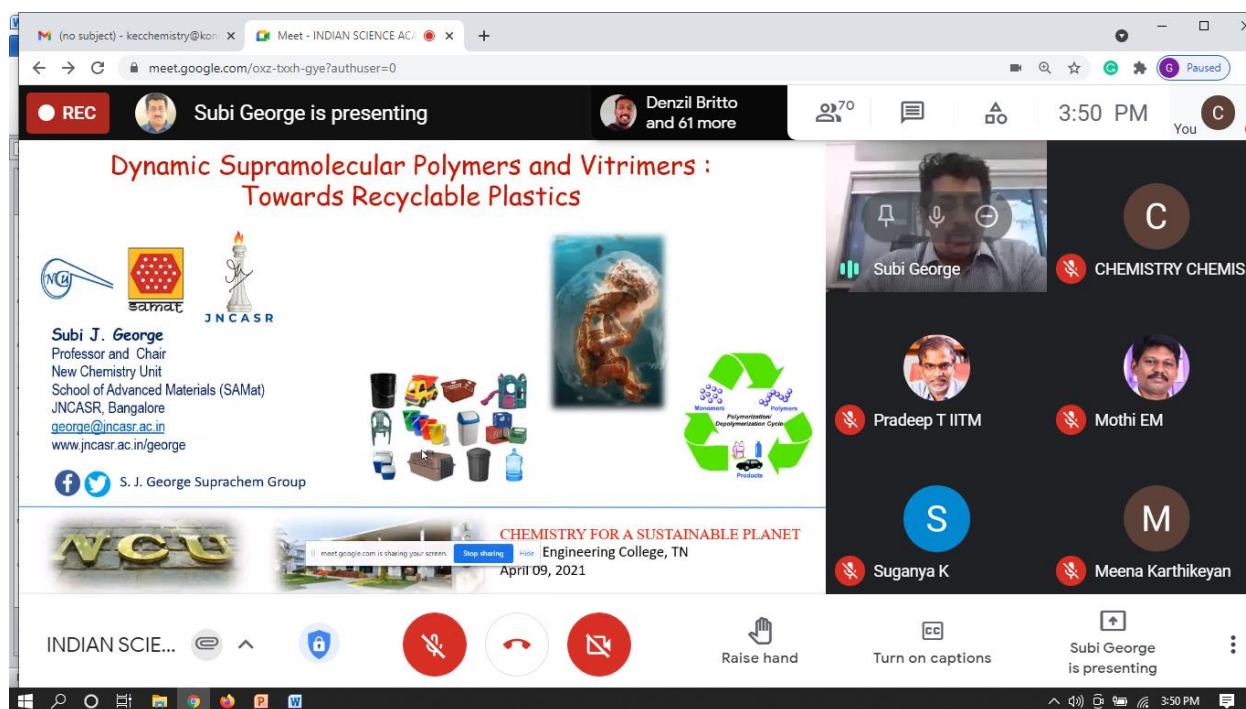 (no subject) - kecchemistry@kon
Meet - INDIAN SCIENCE ACA
meet.google.com/oxz-txxh-gye?authuser=0
G Paused
REC
Subi George is presenting
Denzil Britto
and 61 more
70
3:50 PM
You
C
Dynamic Supramolecular Polymers and Vitrimers :
Towards Recyclable Plastics
NCU
samat
JNCASR
Subi J. George
Professor and Chair
New Chemistry Unit
School of Advanced Materials (SAMat)
JNCASR, Bangalore
george@jncasr.ac.in
www.jncasr.ac.in/george
S. J. George Suprachem Group
Monomers
Polymers
Polymerization/
Depolymerization Cycle
Products
NCU
CHEMISTRY FOR A SUSTAINABLE PLANET
Engineering College, TN
April 09, 2021
meet.google.com is sharing your screen.
Stop sharing
Hide
Subi George
C
CHEMISTRY CHEMIS
Pradeep T IITM
Mothi EM
S
Suganya K
M
Meena Karthikeyan
INDIAN SCIE...
Raise hand
CC
Turn on captions
Subi George
is presenting
P
W
3:50 PM